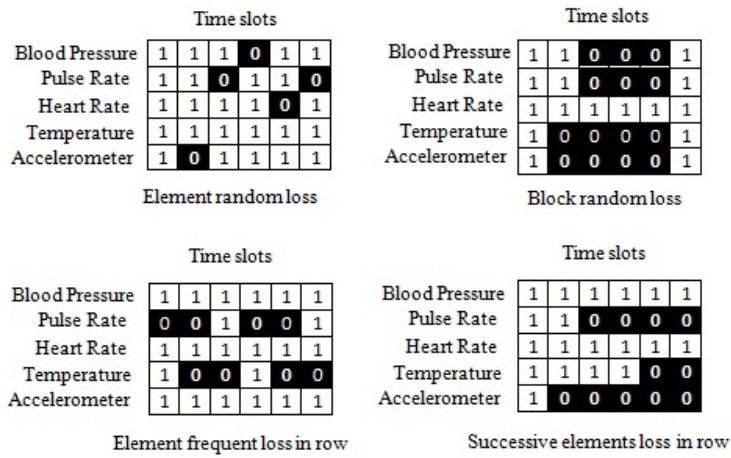 Time slots
Blood Pressure 1 1 1 0 1 1
Pulse Rate 1 1 0 1 1 0
Heart Rate 1 1 1 1 0 1
Temperature 1 1 1 1 1 1
Accelerometer 1 0 1 1 1 1
Element random loss
Time slots
Blood Pressure 1 1 0 0 0 1
Pulse Rate 1 1 0 0 0 1
Heart Rate 1 1 1 1 1 1
Temperature 1 0 0 0 0 1
Accelerometer 1 0 0 0 0 1
Block random loss
Time slots
Blood Pressure 1 1 1 1 1 1
Pulse Rate 0 0 1 0 0 1
Heart Rate 1 1 1 1 1 1
Temperature 1 0 0 1 0 0
Accelerometer 1 1 1 1 1 1
Element frequent loss in row
Time slots
Blood Pressure 1 1 1 1 1 1
Pulse Rate 1 1 0 0 0 0
Heart Rate 1 1 1 1 1 1
Temperature 1 1 1 1 0 0
Accelerometer 1 0 0 0 0 0
Successive elements loss in row